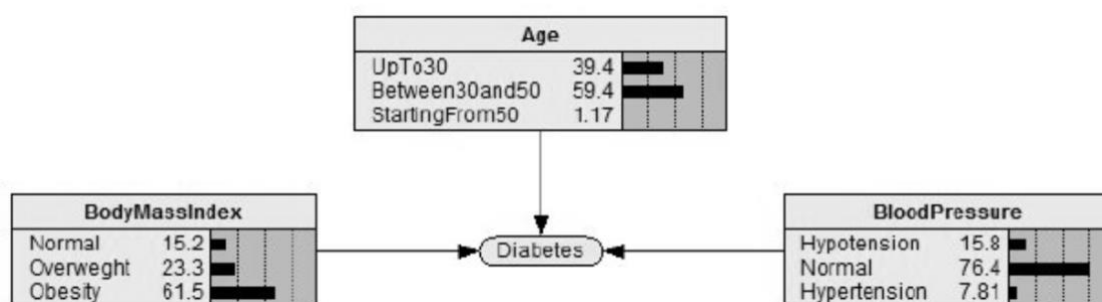 Age
UpTo30 39.4
Between30and50 59.4
StartingFrom50 1.17
BodyMassIndex
Normal 15.2
Overweght 23.3
Obesity 61.5
Diabetes
BloodPressure
Hypotension 15.8
Normal 76.4
Hypertension 7.81